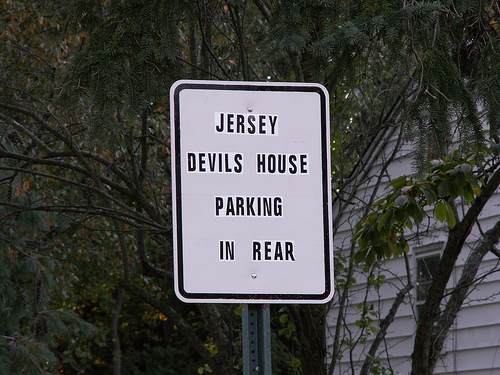 JERSEY
DEVILS HOUSE
PARKING
IN REAR